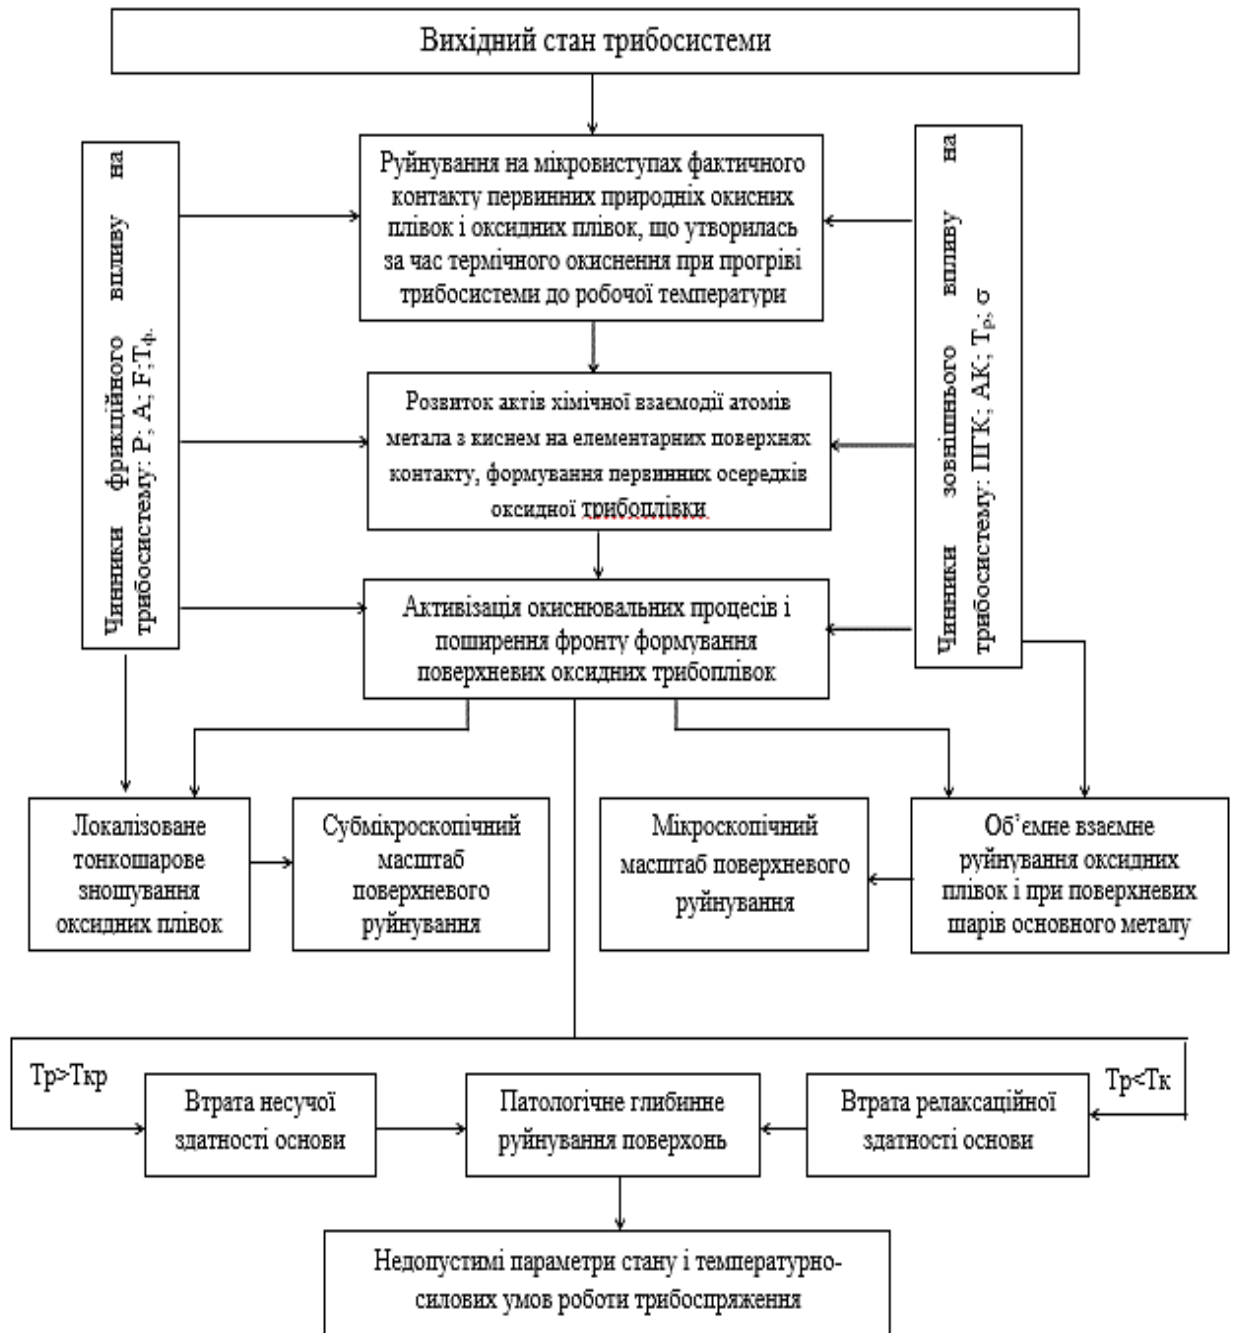 Вихідний стан трибосистеми
Чинники фрикційного впливу на
трибосистему: P; A; F;Tф.
Руйнування на мікровиступах фактичного
контакту первинних природніх окисних
плівок і оксидних плівок, що утворилась
за час термічного окиснення при прогріві
трибосистеми до робочої температури
Чинники зовнішнього впливу на
трибосистему: ПГК; АК; Tр; σ
Розвиток актів хімічної взаємодії атомів
метала з киснем на елементарних поверхнях
контакту, формування первинних осередків
оксидної трибоплівки
Активізація окиснювальних процесів і
поширення фронту формування
поверхневих оксидних трибоплівок
Локалізоване
тонкошарове
зношування
оксидних плівок
Субмікроскопічний
масштаб
поверхневого
руйнування
Мікроскопічний
масштаб поверхневого
руйнування
Об’ємне взаємне
руйнування оксидних
плівок і при поверхневих
шарів основного металу
Тр>Ткр
Втрата несучої
здатності основи
Патологічне глибинне
руйнування поверхонь
Втрата релаксаційної
здатності основи
Тр<Тк
Недопустимі параметри стану і температурно-
силових умов роботи трибоспряження